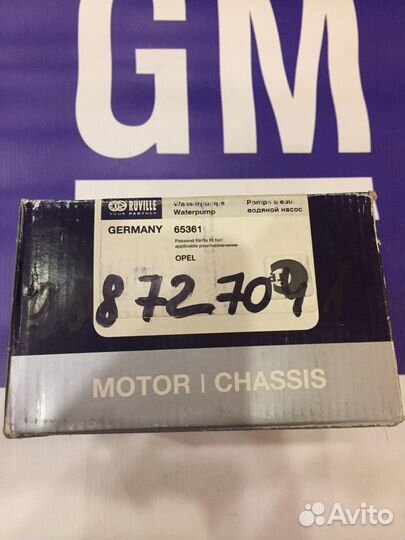 GM
RUVILLE
YOUR PARTNER
Wasserpumpe
Waterpump
Pompe à eau
водяной насос
GERMANY 65361
Passend für/to fit for/
applicable pour/назначение
OPEL
872704
MOTOR | CHASSIS
Avito